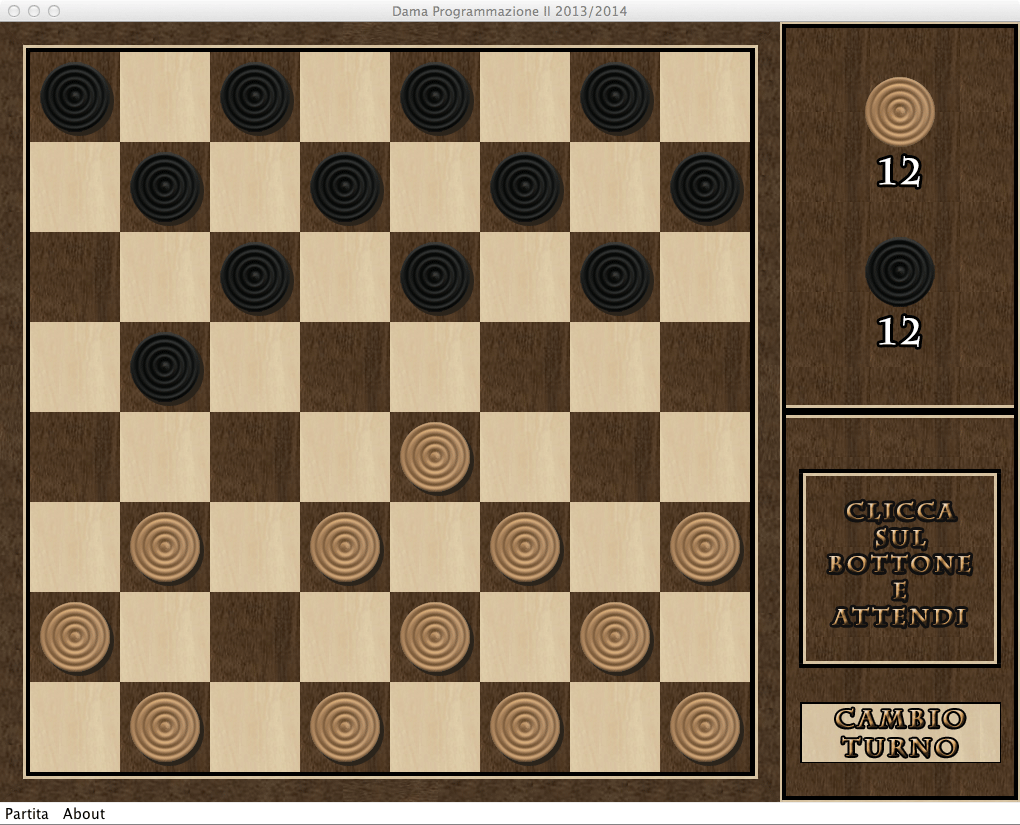 Dama Programmazione II 2013/2014
12
12
CLICCA
SUL
BOTTONE
E
ATTENDI
CAMBIO
TURNO
Partita About